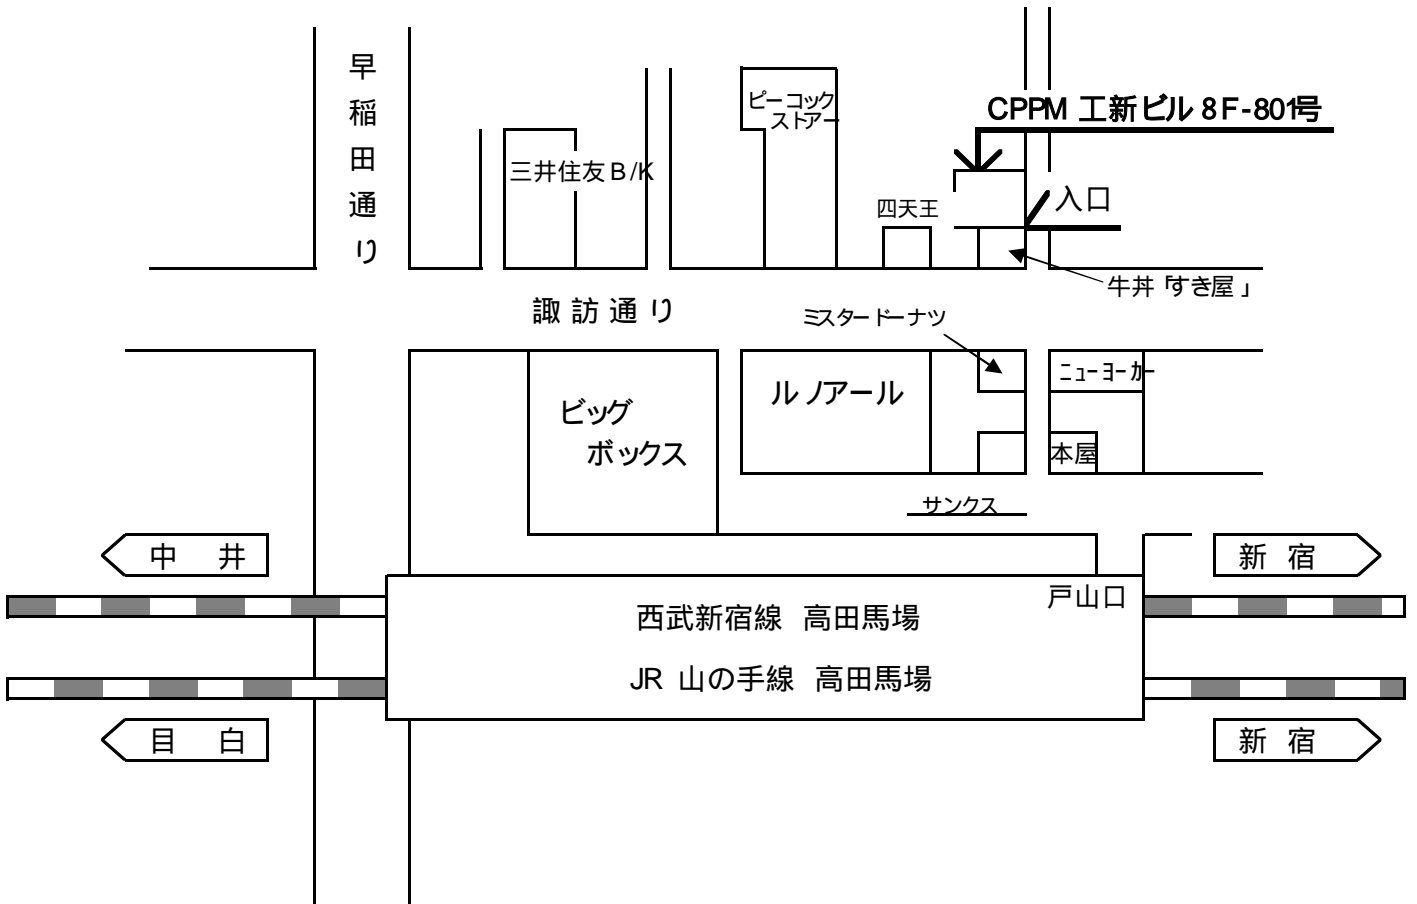 早稲田通り
ピーコック
ストアー
CPPM 工新ビル 8F-801号
三井住友B/K
四天王
入口
牛丼「すき屋」
諏訪通り
ミスタードーナツ
ビッグ
ボックス
ルノアール
ニューヨーカー
本屋
サンクス
中 井
新 宿
戸山口
西武新宿線 高田馬場
JR 山の手線 高田馬場
目 白
新 宿